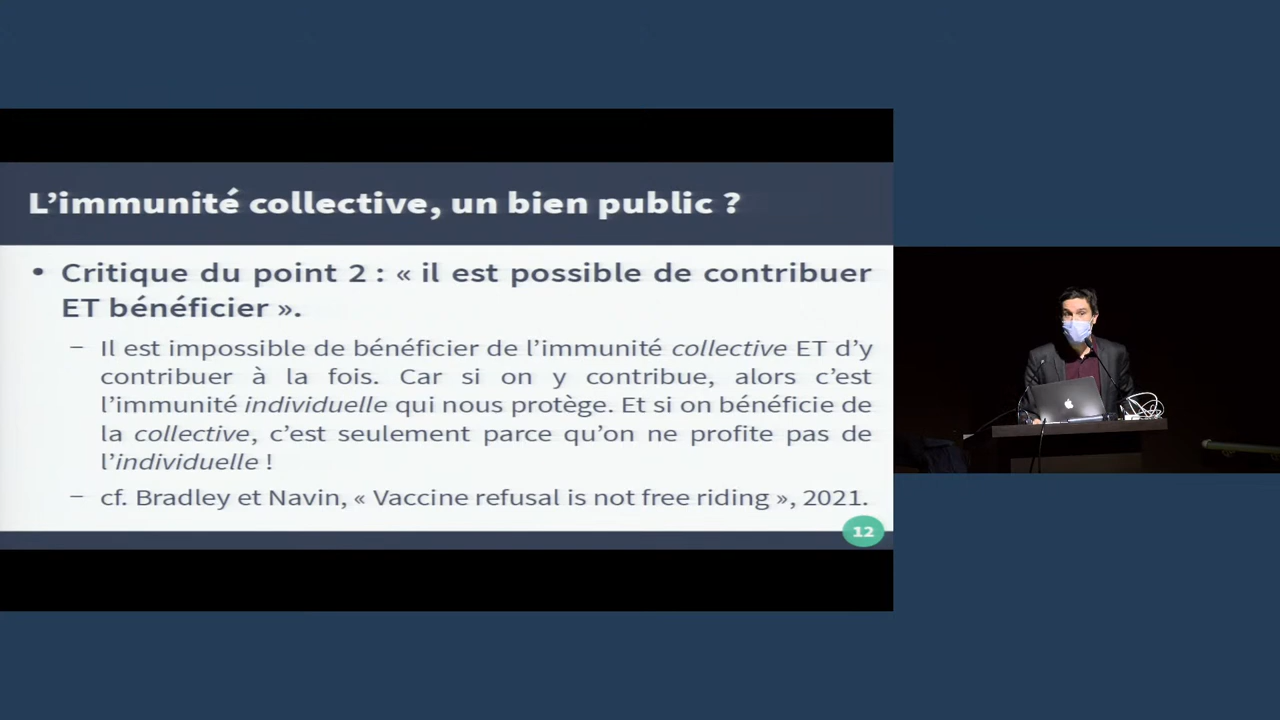 L'immunité collective, un bien public ?
• Critique du point 2 : « il est possible de contribuer
ET bénéficier ».
– Il est impossible de bénéficier de l'immunité collective ET d'y
contribuer à la fois. Car si on y contribue, alors c'est
l'immunité individuelle qui nous protège. Et si on bénéficie de
la collective, c'est seulement parce qu'on ne profite pas de
l'individuelle !
– cf. Bradley et Navin, « Vaccine refusal is not free riding », 2021.
12